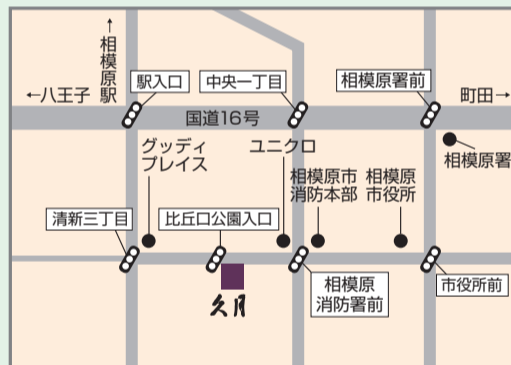 ↑相模原駅
駅入口
中央一丁目
相模原署前
←八王子
町田→
国道16号
グッディ
プレイス
ユニクロ
相模原署
相模原市
消防本部
相模原
市役所
清新三丁目
比丘口公園入口
久月
相模原
消防署前
市役所前